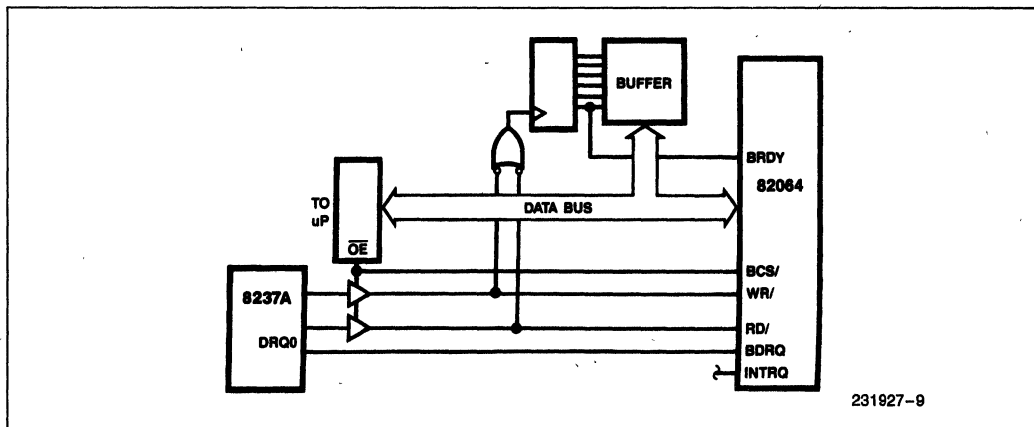 BUFFER
BRDY
82064
TO
uP
DATA BUS
OE
BCS/
8237A
WR/
RD/
DRQ0
BDRQ
INTRQ
231927-9